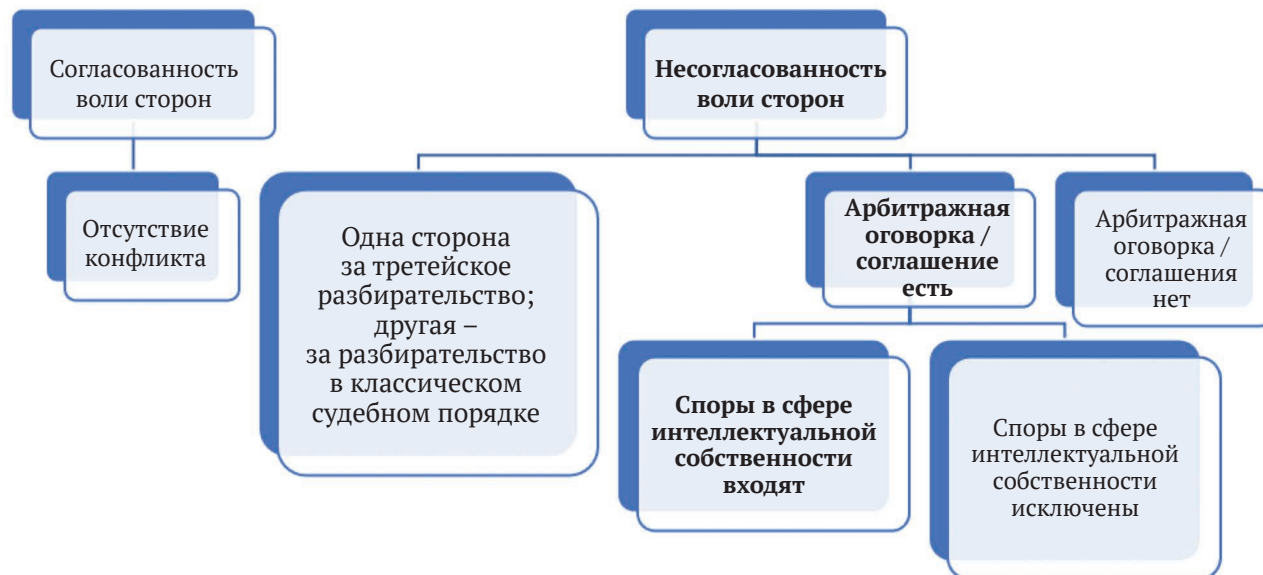 Согласованность
воли сторон
Несогласованность
воли сторон
Отсутствие
конфликта
Одна сторона
за третейское
разбирательство;
другая –
за разбирательство
в классическом
судебном порядке
Арбитражная
оговорка /
соглашение
есть
Арбитражная
оговорка /
соглашения
нет
Споры в сфере
интеллектуальной
собственности
входят
Споры в сфере
интеллектуальной
собственности
исключены